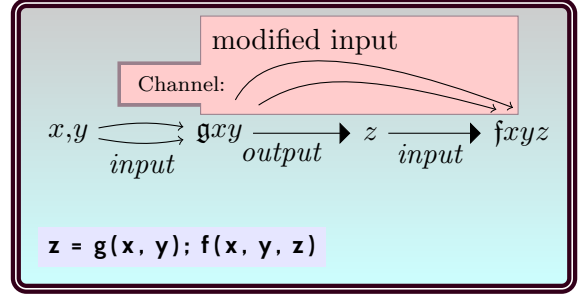 modified input
Channel:
x,y 𝔤xy z 𝔣xyz
input output input
z = g(x, y); f(x, y, z)